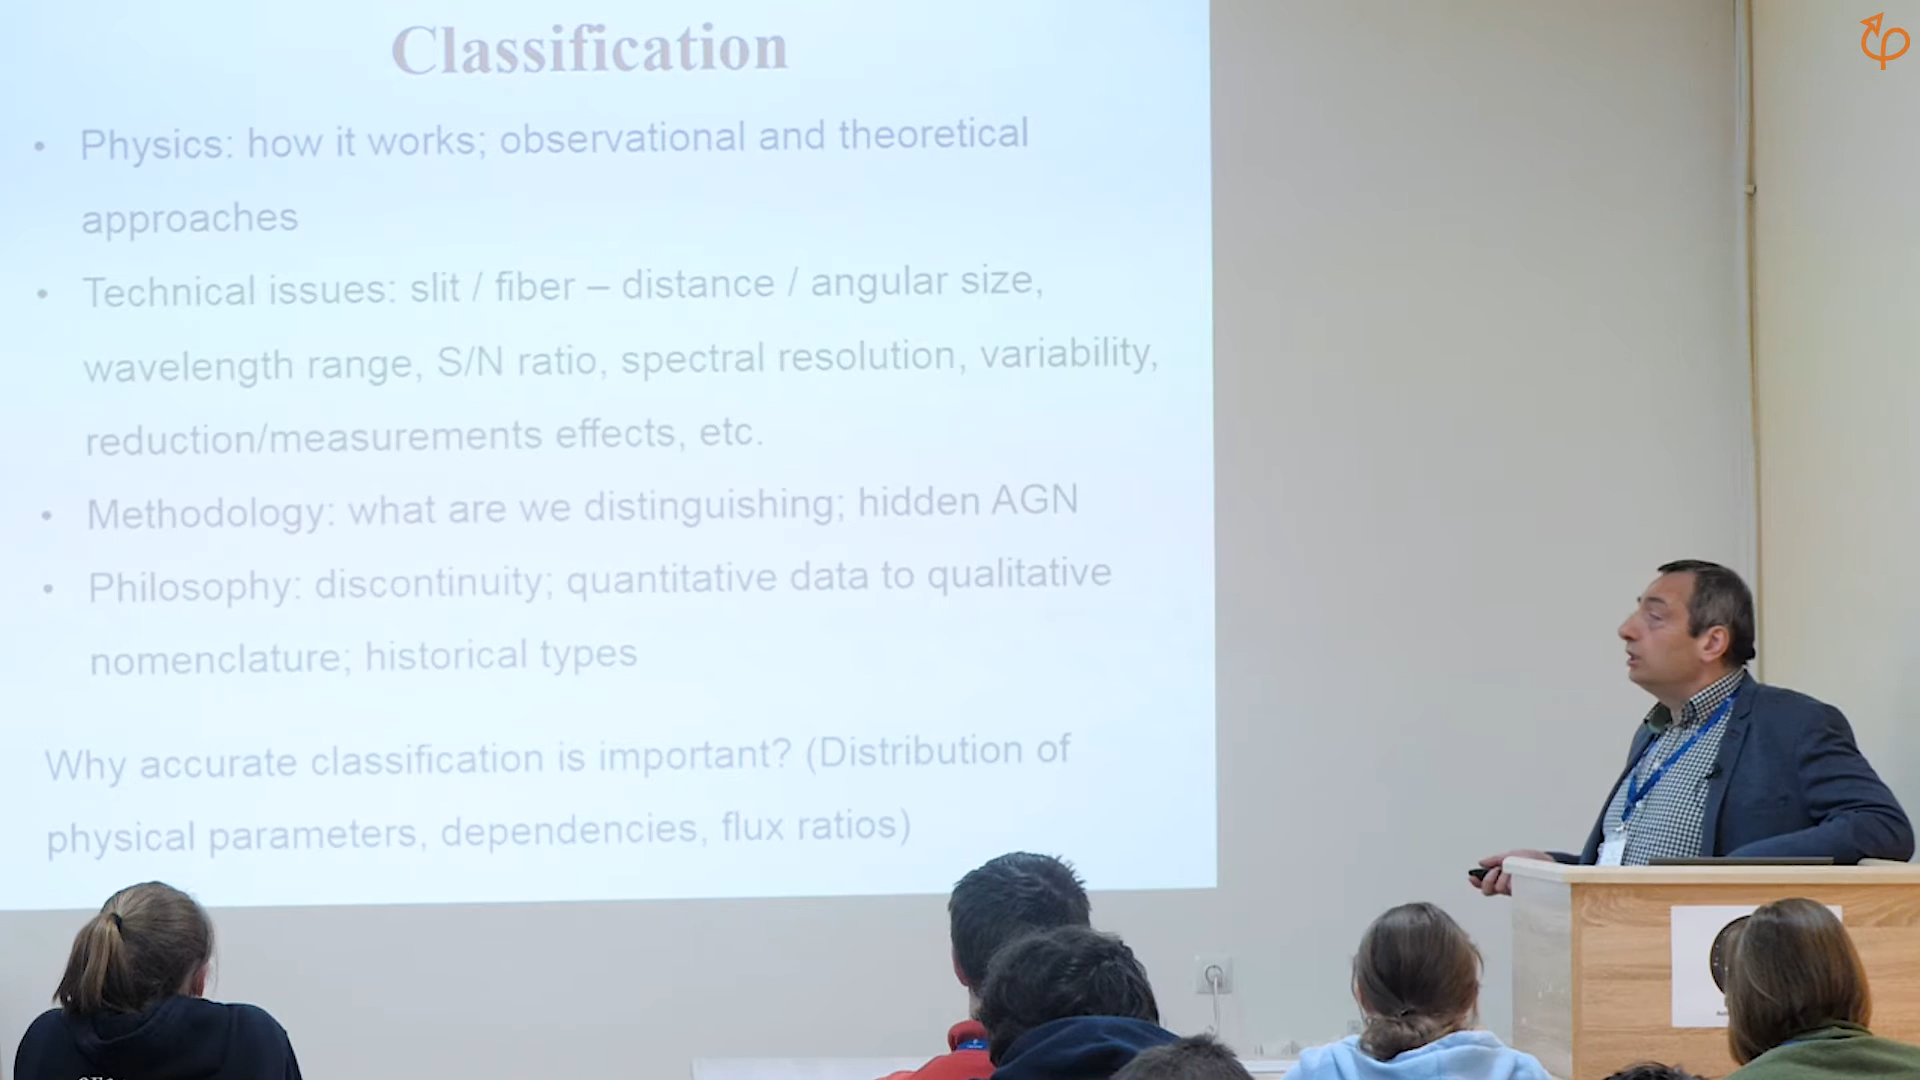 Classification
• Physics: how it works; observational and theoretical
approaches
• Technical issues: slit / fiber – distance / angular size,
wavelength range, S/N ratio, spectral resolution, variability,
reduction/measurements effects, etc.
• Methodology: what are we distinguishing; hidden AGN
• Philosophy: discontinuity; quantitative data to qualitative
nomenclature; historical types
Why accurate classification is important? (Distribution of
physical parameters, dependencies, flux ratios)